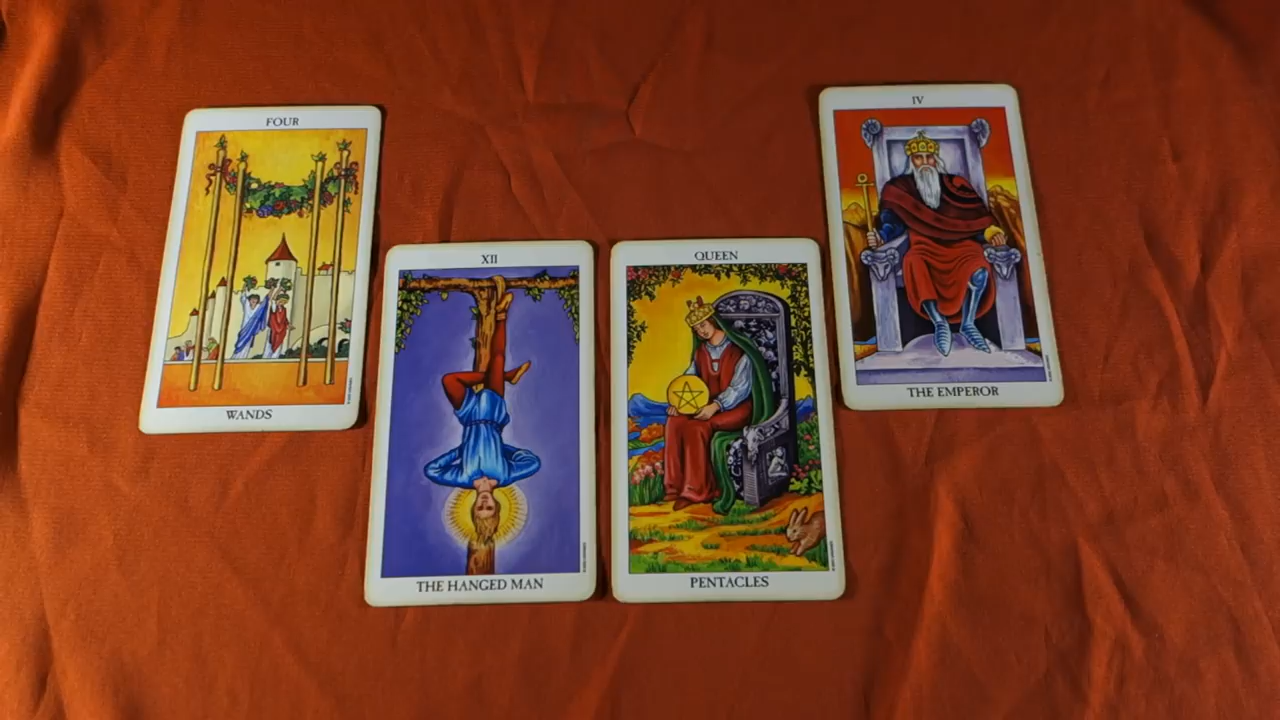 FOUR
WANDS
XII
THE HANGED MAN
QUEEN
PENTACLES
IV
THE EMPEROR